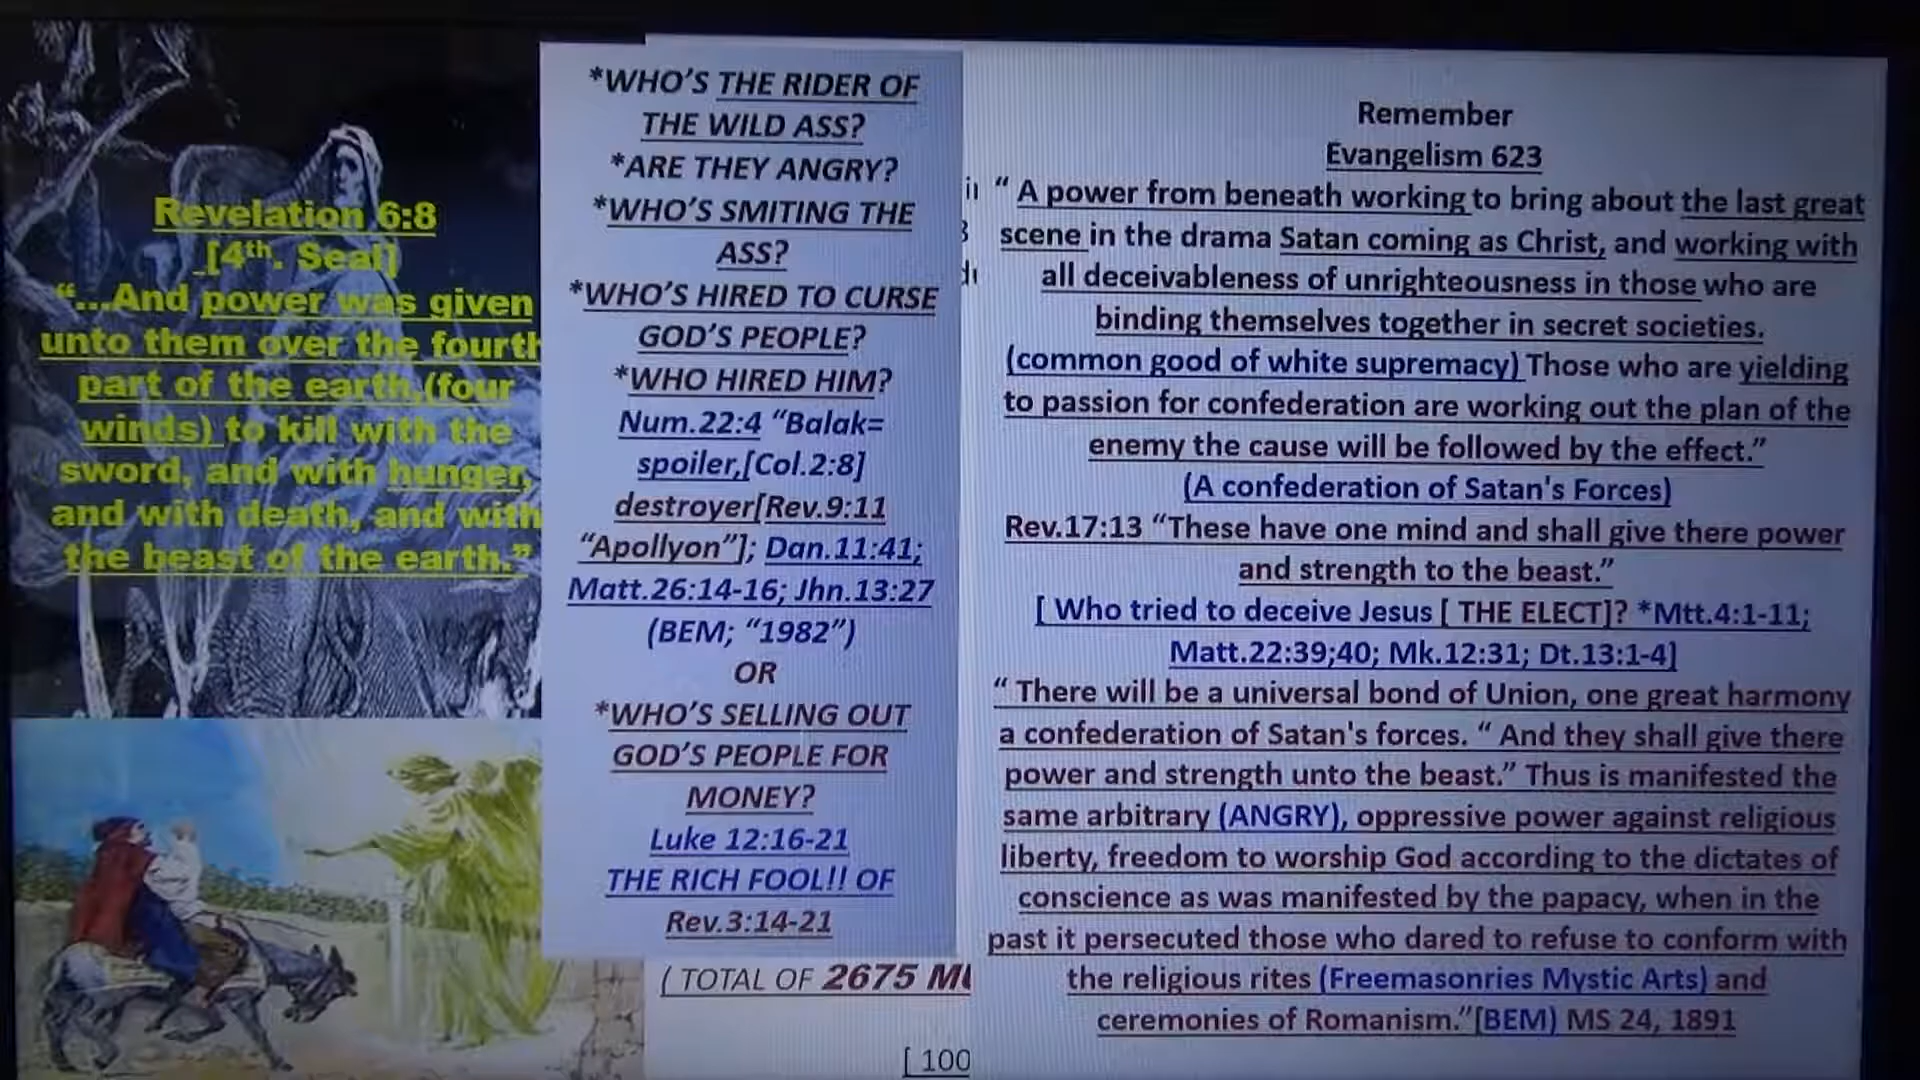 Revelation 6:8
[4th. Seal]
“...And power was given
unto them over the fourth
part of the earth,(four
winds) to kill with the
sword, and with hunger,
and with death, and with
the beast of the earth.”
*WHO’S THE RIDER OF
THE WILD ASS?
*ARE THEY ANGRY?
*WHO’S SMITING THE
ASS?
*WHO’S HIRED TO CURSE
GOD’S PEOPLE?
*WHO HIRED HIM?
Num.22:4 “Balak=
spoiler,[Col.2:8]
destroyer[Rev.9:11
“Apollyon”]; Dan.11:41;
Matt.26:14-16; Jhn.13:27
(BEM; “1982”)
OR
*WHO’S SELLING OUT
GOD’S PEOPLE FOR
MONEY?
Luke 12:16-21
THE RICH FOOL!! OF
Rev.3:14-21
( TOTAL OF 2675
[ 100
Remember
Evangelism 623
“ A power from beneath working to bring about the last great
scene in the drama Satan coming as Christ, and working with
all deceivableness of unrighteousness in those who are
binding themselves together in secret societies.
(common good of white supremacy) Those who are yielding
to passion for confederation are working out the plan of the
enemy the cause will be followed by the effect.”
(A confederation of Satan's Forces)
Rev.17:13 “These have one mind and shall give there power
and strength to the beast.”
[ Who tried to deceive Jesus [ THE ELECT]? *Mtt.4:1-11;
Matt.22:39;40; Mk.12:31; Dt.13:1-4]
“ There will be a universal bond of Union, one great harmony
a confederation of Satan's forces. “ And they shall give there
power and strength unto the beast.” Thus is manifested the
same arbitrary (ANGRY), oppressive power against religious
liberty, freedom to worship God according to the dictates of
conscience as was manifested by the papacy, when in the
past it persecuted those who dared to refuse to conform with
the religious rites (Freemasonries Mystic Arts) and
ceremonies of Romanism.”[BEM) MS 24, 1891